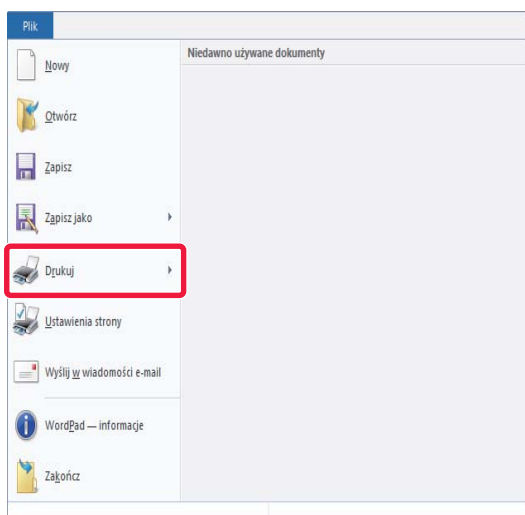 Plik
Niedawno używane dokumenty
Nowy
Otwórz
Zapisz
Zapisz jako
Drukuj
Ustawienia strony
Wyślij w wiadomości e-mail
WordPad — informacje
Zakończ